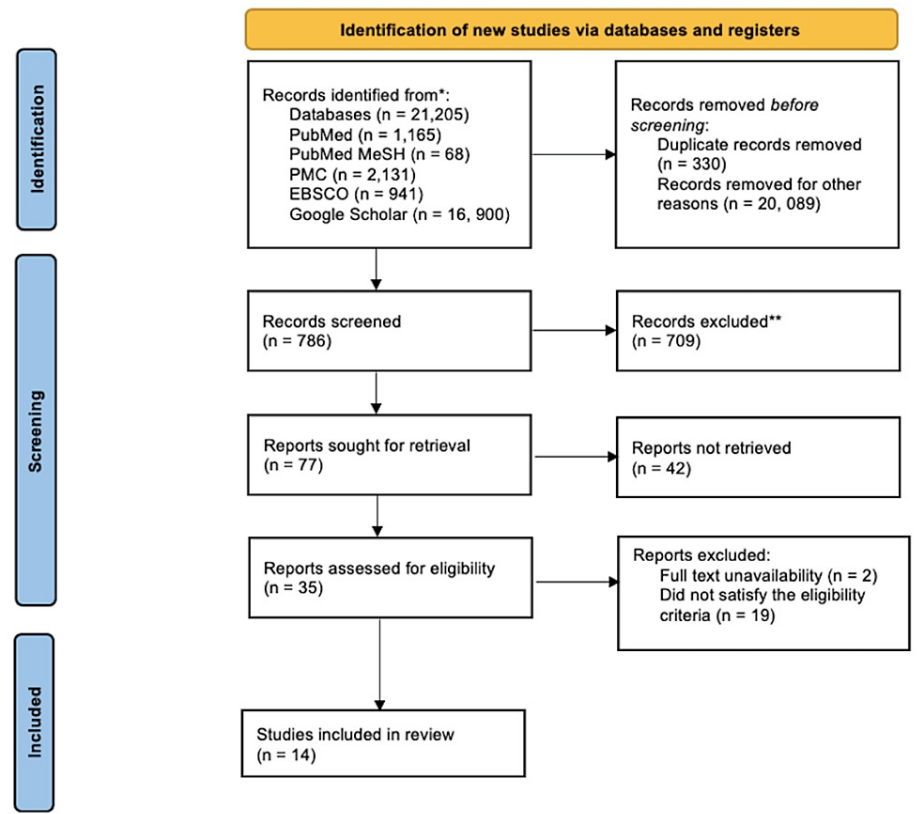 Identification of new studies via databases and registers
Identification
Records identified from*:
Databases (n = 21,205)
PubMed (n = 1,165)
PubMed MeSH (n = 68)
PMC (n = 2,131)
EBSCO (n = 941)
Google Scholar (n = 16, 900)
Records removed before
screening:
Duplicate records removed
(n = 330)
Records removed for other
reasons (n = 20, 089)
Screening
Records screened
(n = 786)
Records excluded**
(n = 709)
Reports sought for retrieval
(n = 77)
Reports not retrieved
(n = 42)
Reports assessed for eligibility
(n = 35)
Reports excluded:
Full text unavailability (n = 2)
Did not satisfy the eligibility
criteria (n = 19)
Included
Studies included in review
(n = 14)